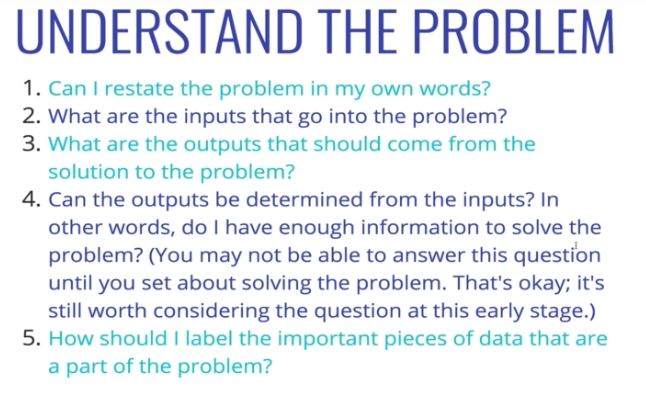 UNDERSTAND THE PROBLEM
1. Can I restate the problem in my own words?
2. What are the inputs that go into the problem?
3. What are the outputs that should come from the
solution to the problem?
4. Can the outputs be determined from the inputs? In
other words, do I have enough information to solve the
problem? (You may not be able to answer this question
until you set about solving the problem. That's okay; it's
still worth considering the question at this early stage.)
5. How should I label the important pieces of data that are
a part of the problem?